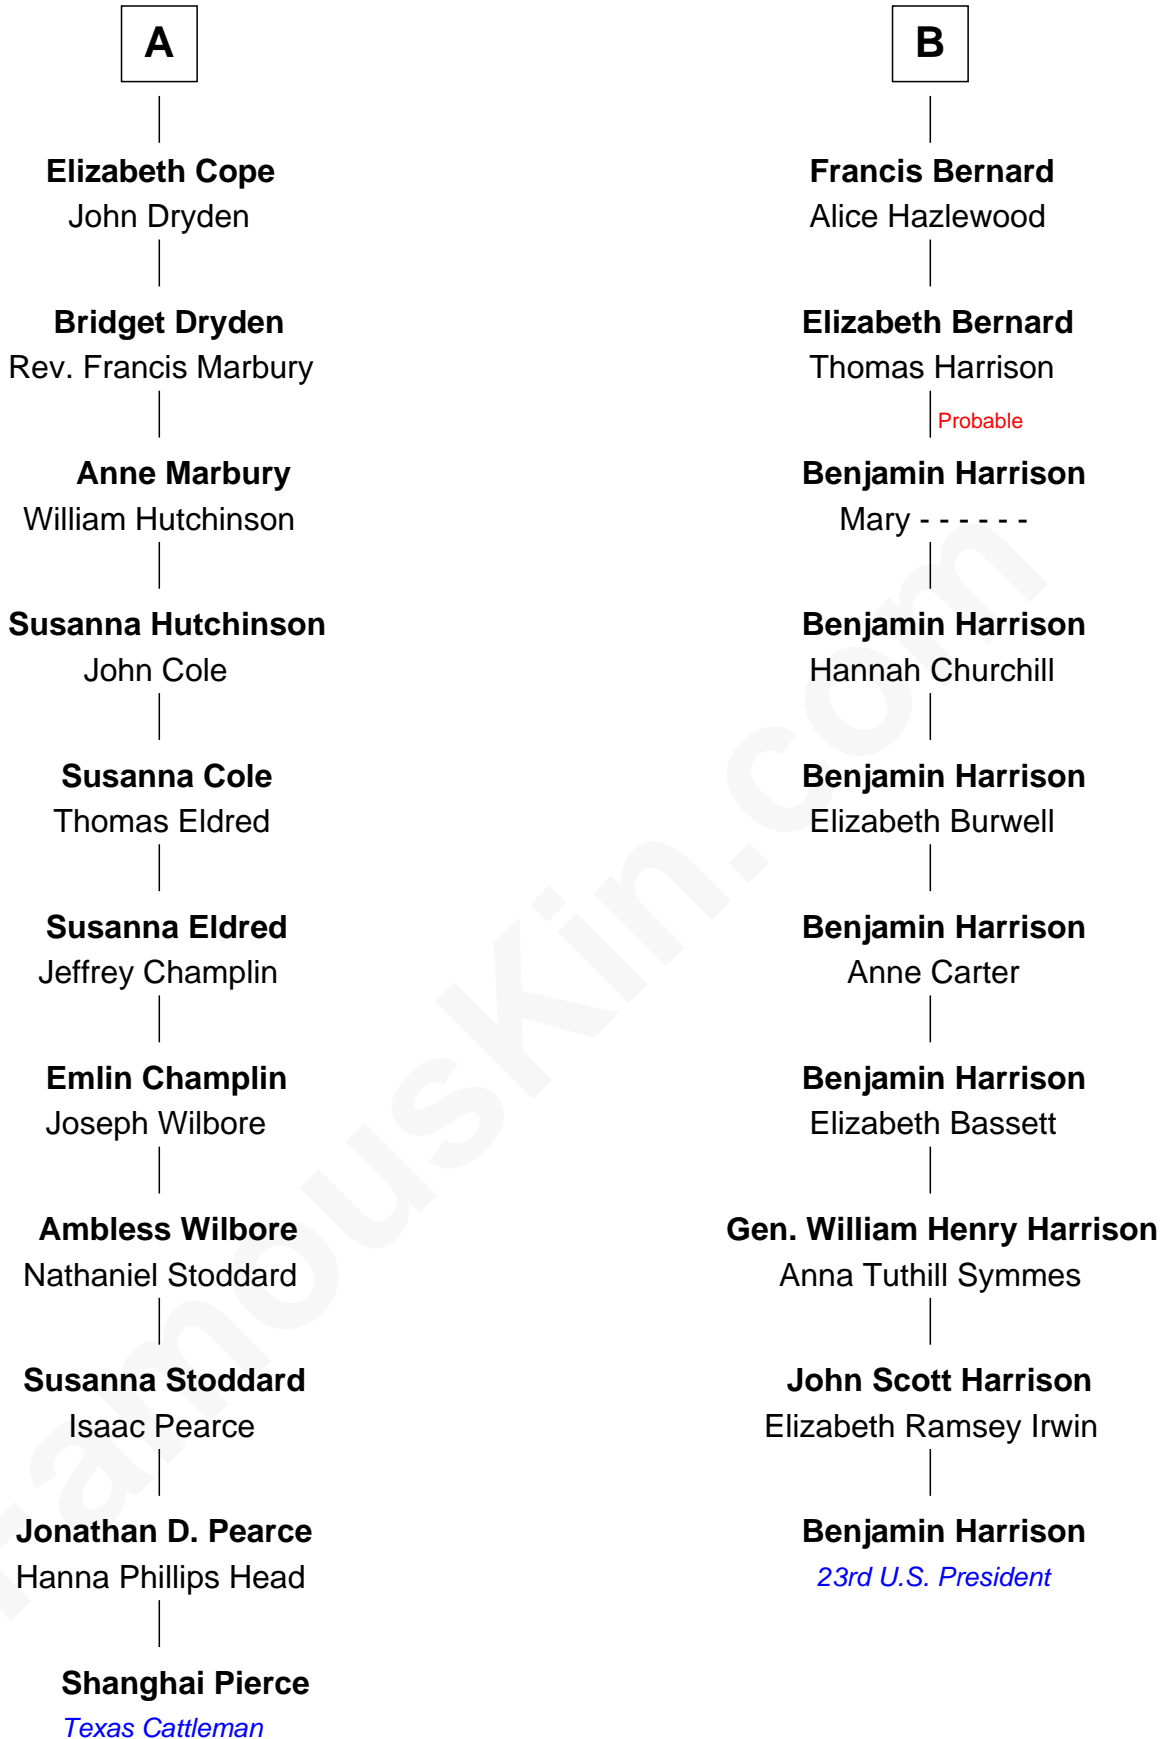 A
Elizabeth Cope
John Dryden
Bridget Dryden
Rev. Francis Marbury
Anne Marbury
William Hutchinson
Susanna Hutchinson
John Cole
Susanna Cole
Thomas Eldred
Susanna Eldred
Jeffrey Champlin
Emlin Champlin
Joseph Wilbore
Ambless Wilbore
Nathaniel Stoddard
Susanna Stoddard
Isaac Pearce
Jonathan D. Pearce
Hanna Phillips Head
Shanghai Pierce
Texas Cattleman
B
Francis Bernard
Alice Hazlewood
Elizabeth Bernard
Thomas Harrison
Probable
Benjamin Harrison
Mary - - - - - -
Benjamin Harrison
Hannah Churchill
Benjamin Harrison
Elizabeth Burwell
Benjamin Harrison
Anne Carter
Benjamin Harrison
Elizabeth Bassett
Gen. William Henry Harrison
Anna Tuthill Symmes
John Scott Harrison
Elizabeth Ramsey Irwin
Benjamin Harrison
23rd U.S. President
FamousKin.com